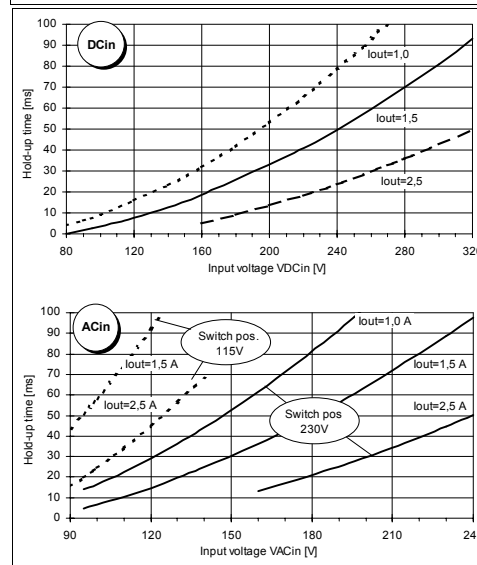 DCin
Hold-up time [ms]
100
90
80
70
60
50
40
30
20
10
0
Iout=1,0
Iout=1,5
Iout=2,5
80
120
160
200
240
280
320
Input voltage VDCin [V]
ACin
Hold-up time [ms]
100
90
80
70
60
50
40
30
20
10
0
Switch pos.
115V
Iout=1,5 A
Iout=2,5 A
Iout=1,0 A
Iout=1,5 A
Switch pos
230V
Iout=2,5 A
90
120
150
180
210
240
Input voltage VACin [V]